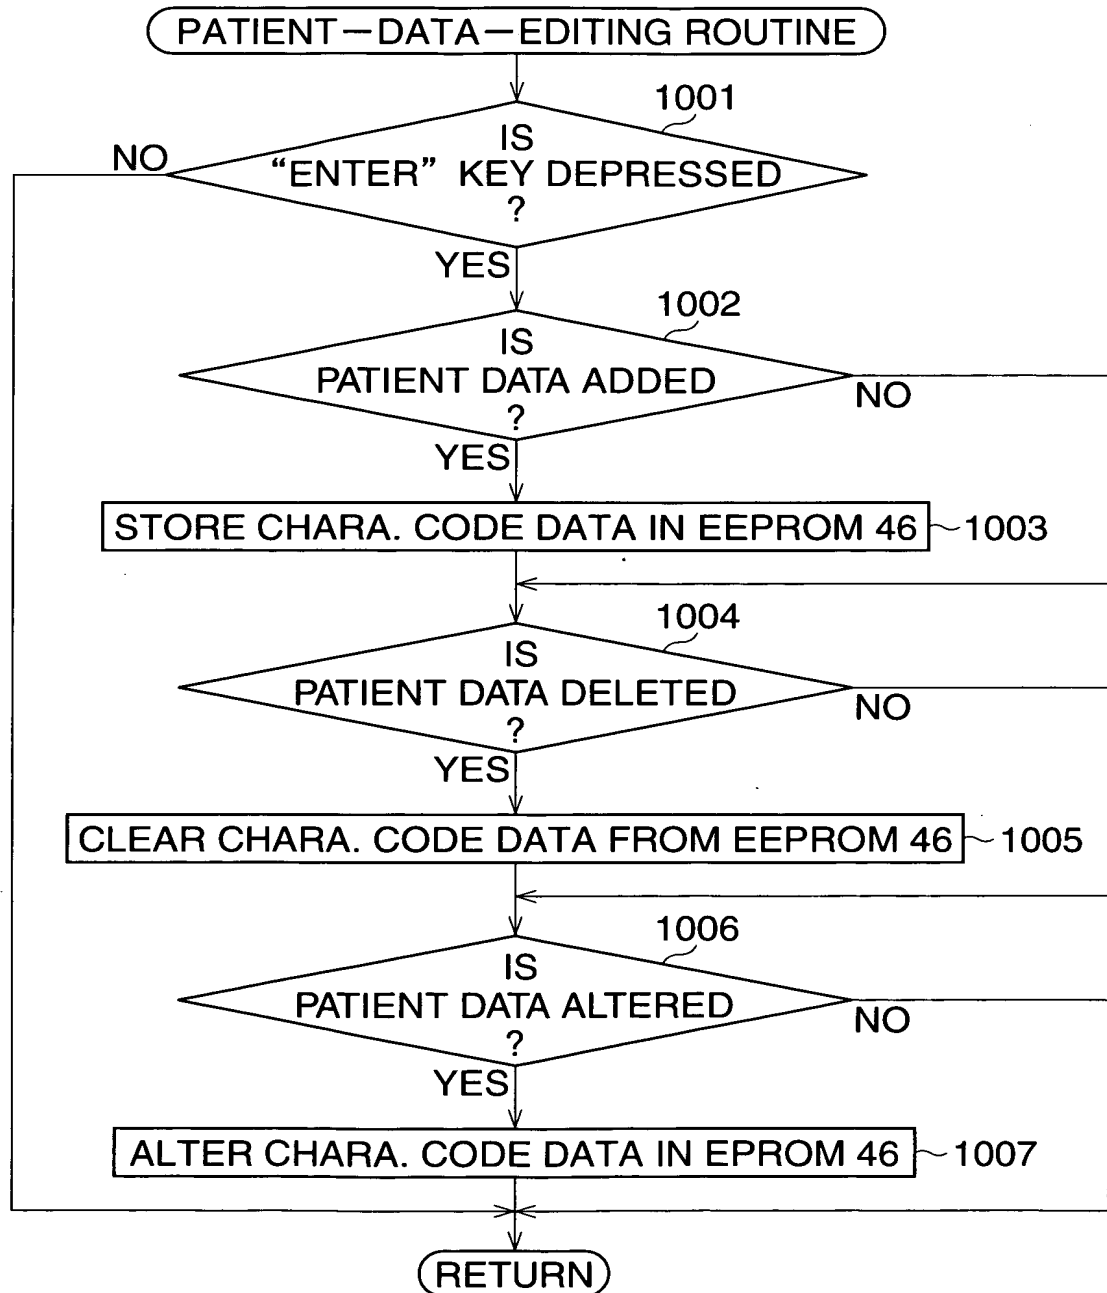 PATIENT—DATA—EDITING ROUTINE
1001
IS
NO
“ENTER” KEY DEPRESSED
?
YES
1002
IS
PATIENT DATA ADDED
NO
?
YES
STORE CHARA. CODE DATA IN EEPROM 46
1003
1004
IS
PATIENT DATA DELETED
NO
?
YES
CLEAR CHARA. CODE DATA FROM EEPROM 46
1005
1006
IS
PATIENT DATA ALTERED
NO
?
YES
ALTER CHARA. CODE DATA IN EPROM 46
1007
RETURN